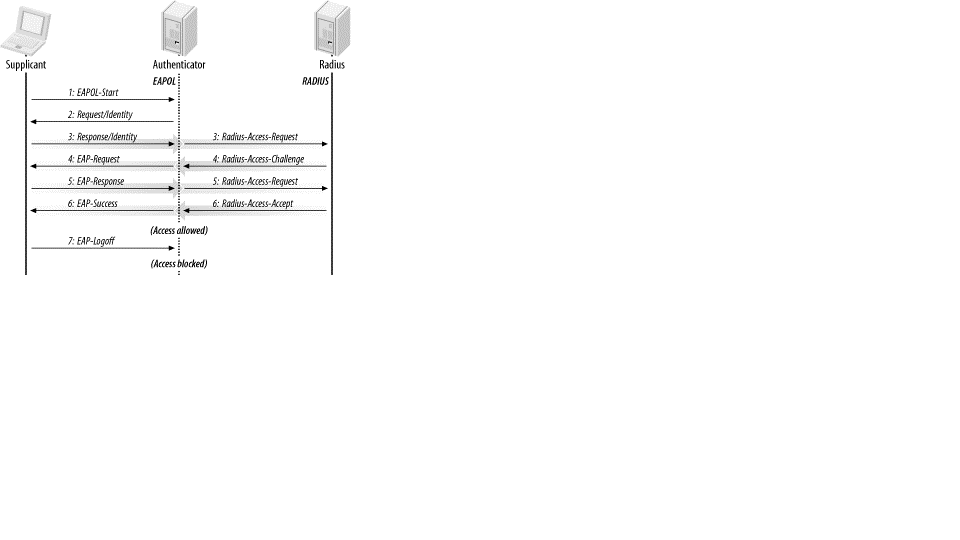 Supplicant Authenticator Radius
EAPOL RADIUS
1: EAPOL-Start
2: Request/Identity
3: Response/Identity 3: Radius-Access-Request
4: EAP-Request 4: Radius-Access-Challenge
5: EAP-Response 5: Radius-Access-Request
6: EAP-Success 6: Radius-Access-Accept
(Access allowed)
7: EAP-Logoff
(Access blocked)